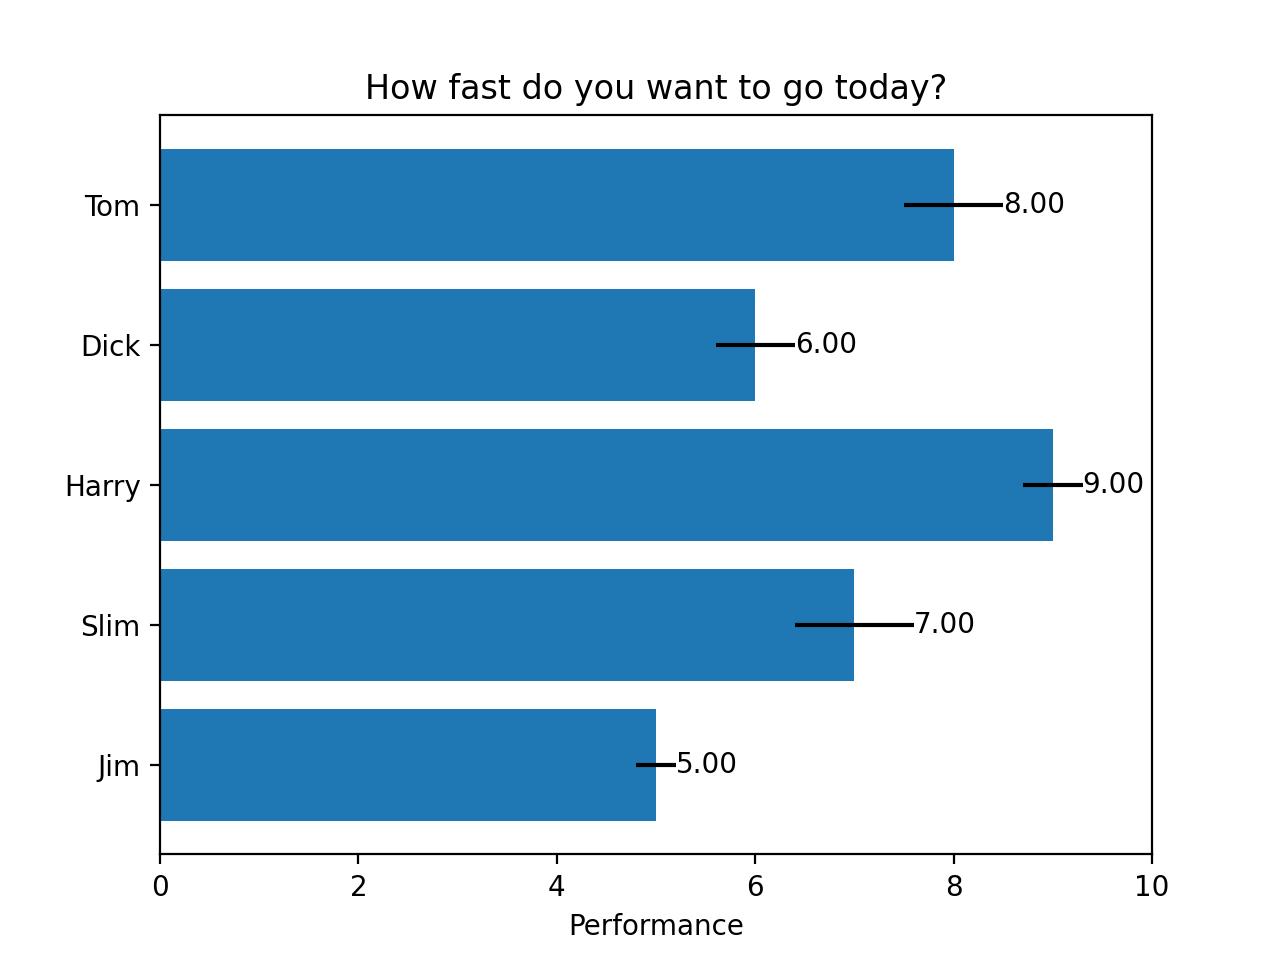 How fast do you want to go today?
Tom 8.00
Dick 6.00
Harry 9.00
Slim 7.00
Jim 5.00
0 2 4 6 8 10
Performance